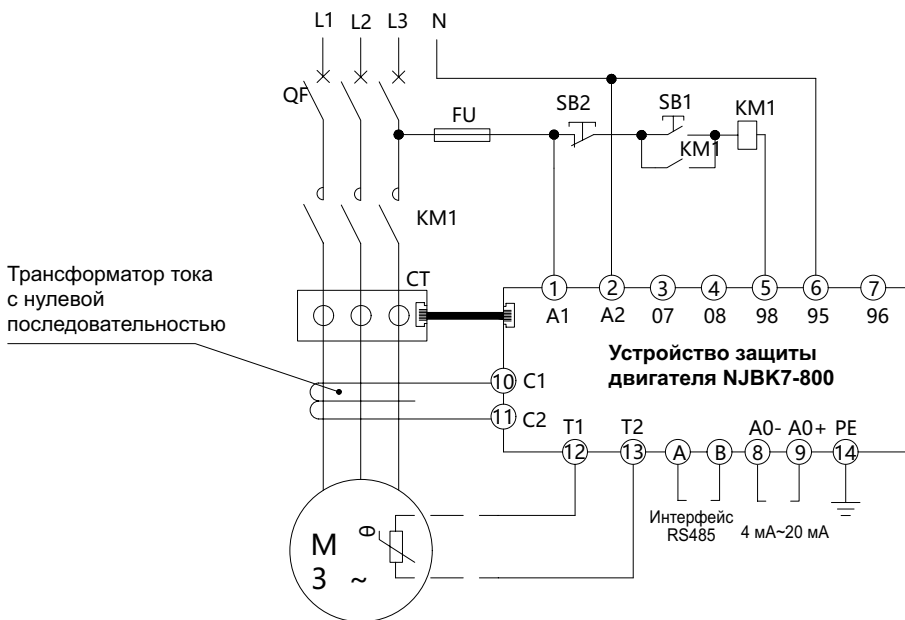 L1 L2 L3 N
QF
FU
SB2
SB1
KM1
KM1
KM1
Трансформатор тока
с нулевой
последовательностью
CT
1 2 3 4 5 6 7
A1 A2 07 08 98 95 96
Устройство защиты
двигателя NJBK7-800
10 C1
11 C2
T1 T2 A0- A0+ PE
12 13 A B 8 9 14
Интерфейс
RS485
4 мА~20 мА
θ
M
3 ~